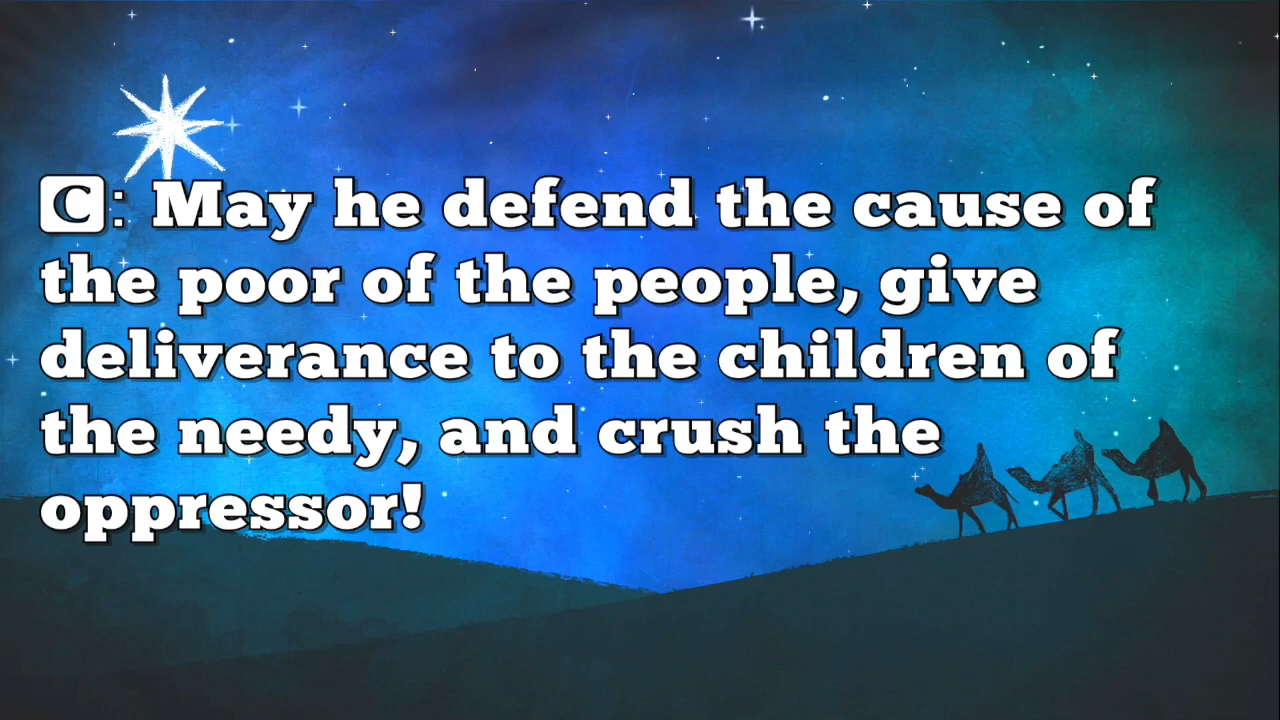 C: May he defend the cause of
the poor of the people, give
deliverance to the children of
the needy, and crush the
oppressor!